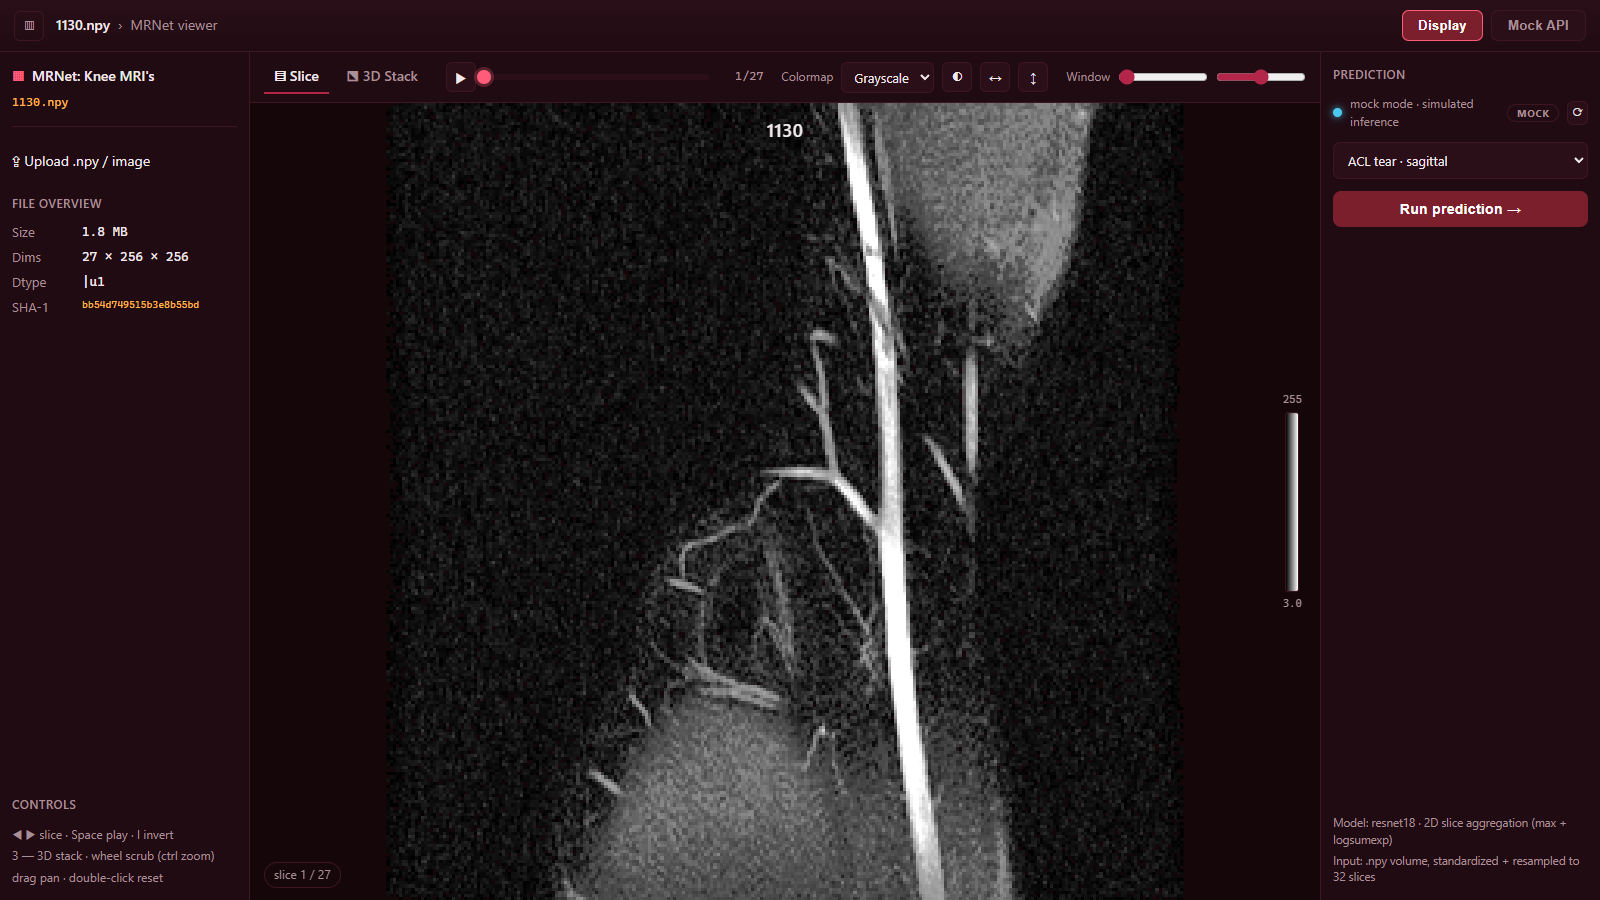 1130.npy › MRNet viewer
Display
Mock API
MRNet: Knee MRI's
1130.npy
Upload .npy / image
FILE OVERVIEW
Size 1.8 MB
Dims 27 × 256 × 256
Dtype |u1
SHA-1 bb54d749515b3e8b55bd
CONTROLS
◀ ▶ slice · Space play · I invert
3 — 3D stack · wheel scrub (ctrl zoom)
drag pan · double-click reset
Slice
3D Stack
1/27
Colormap
Grayscale
Window
1130
255
3.0
slice 1 / 27
PREDICTION
mock mode · simulated
inference
MOCK
ACL tear · sagittal
Run prediction →
Model: resnet18 · 2D slice aggregation (max +
logsumexp)
Input: .npy volume, standardized + resampled to
32 slices